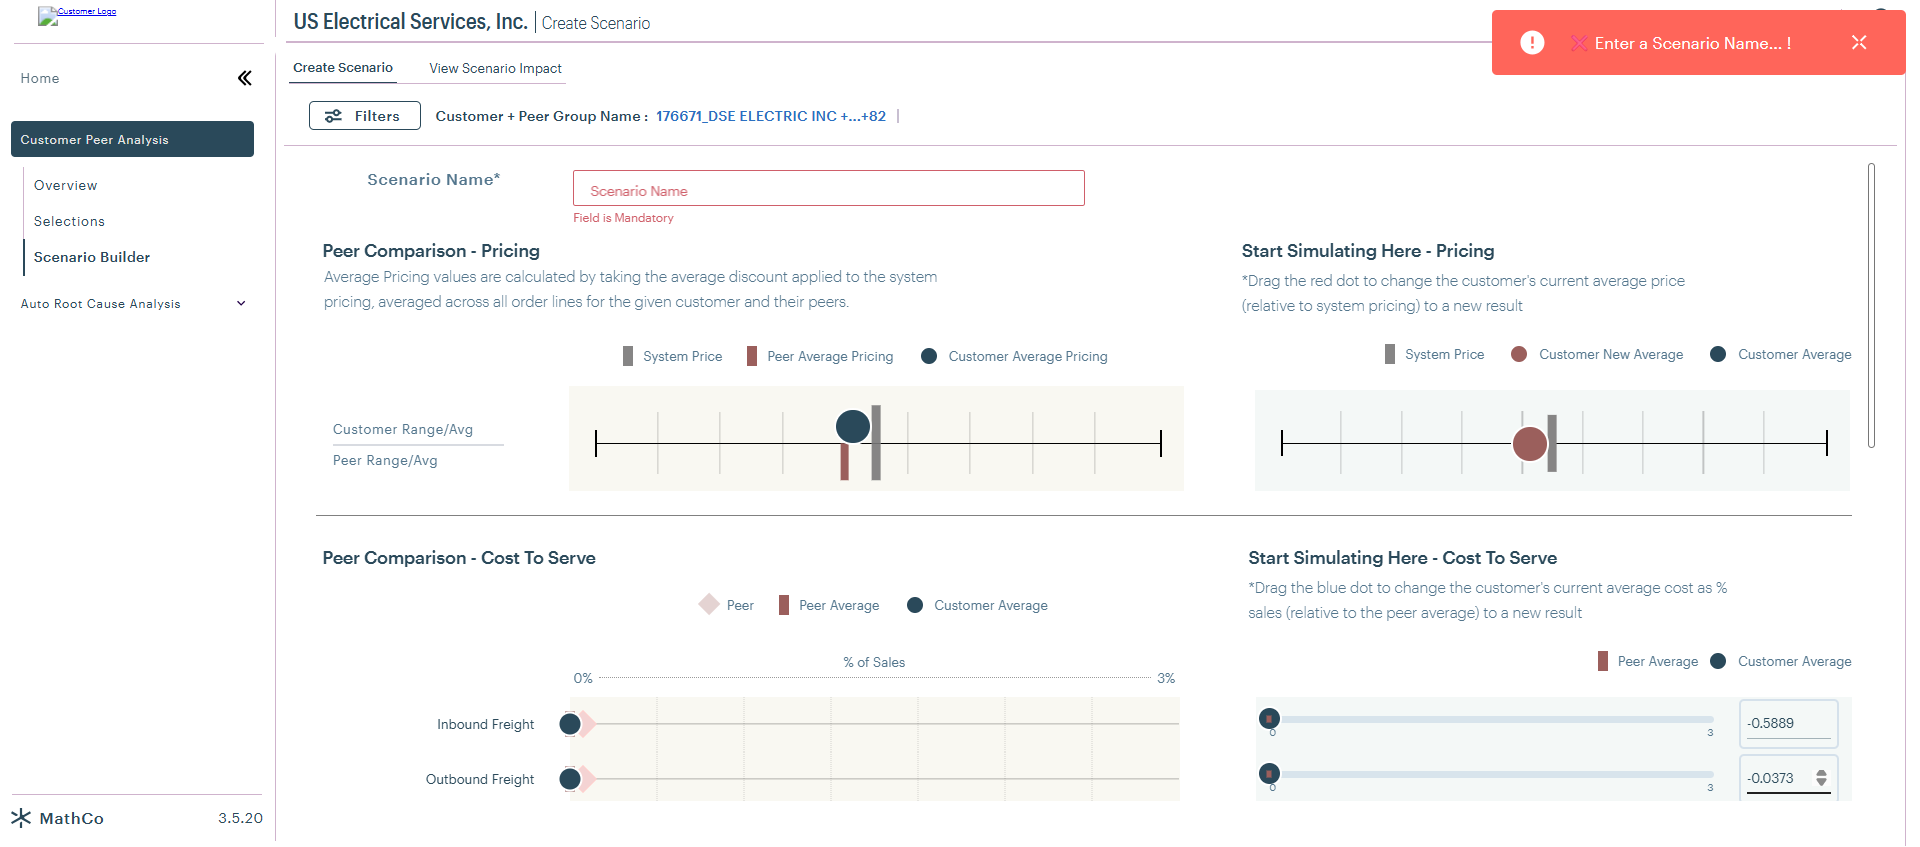 Customer Logo
US Electrical Services, Inc. | Create Scenario
❌ Enter a Scenario Name... !
Home
Create Scenario
View Scenario Impact
Filters
Customer + Peer Group Name : 176671_DSE ELECTRIC INC +...+82 |
Customer Peer Analysis
Overview
Selections
Scenario Builder
Auto Root Cause Analysis
Scenario Name*
Scenario Name
Field is Mandatory
Peer Comparison - Pricing
Average Pricing values are calculated by taking the average discount applied to the system
pricing, averaged across all order lines for the given customer and their peers.
System Price
Peer Average Pricing
Customer Average Pricing
Customer Range/Avg
Peer Range/Avg
Start Simulating Here - Pricing
*Drag the red dot to change the customer's current average price
(relative to system pricing) to a new result
System Price
Customer New Average
Customer Average
Peer Comparison - Cost To Serve
Peer
Peer Average
Customer Average
% of Sales
0%
3%
Inbound Freight
Outbound Freight
Start Simulating Here - Cost To Serve
*Drag the blue dot to change the customer's current average cost as %
sales (relative to the peer average) to a new result
Peer Average
Customer Average
0
3
-0.5889
0
3
-0.0373
MathCo
3.5.20